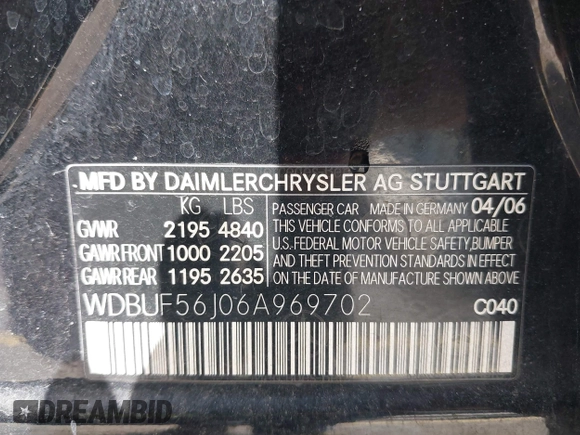 MFD BY DAIMLERCHRYSLER AG STUTTGART
KG LBS
GVWR 2195 4840
GAWR FRONT 1000 2205
GAWR REAR 1195 2635
PASSENGER CAR MADE IN GERMANY 04/06
THIS VEHICLE CONFORMS TO ALL APPLICABLE
U.S. FEDERAL MOTOR VEHICLE SAFETY, BUMPER
AND THEFT PREVENTION STANDARDS IN EFFECT
ON THE DATE OF MANUFACTURE SHOWN ABOVE
WDBUF56J06A969702
C040
DREAMBID